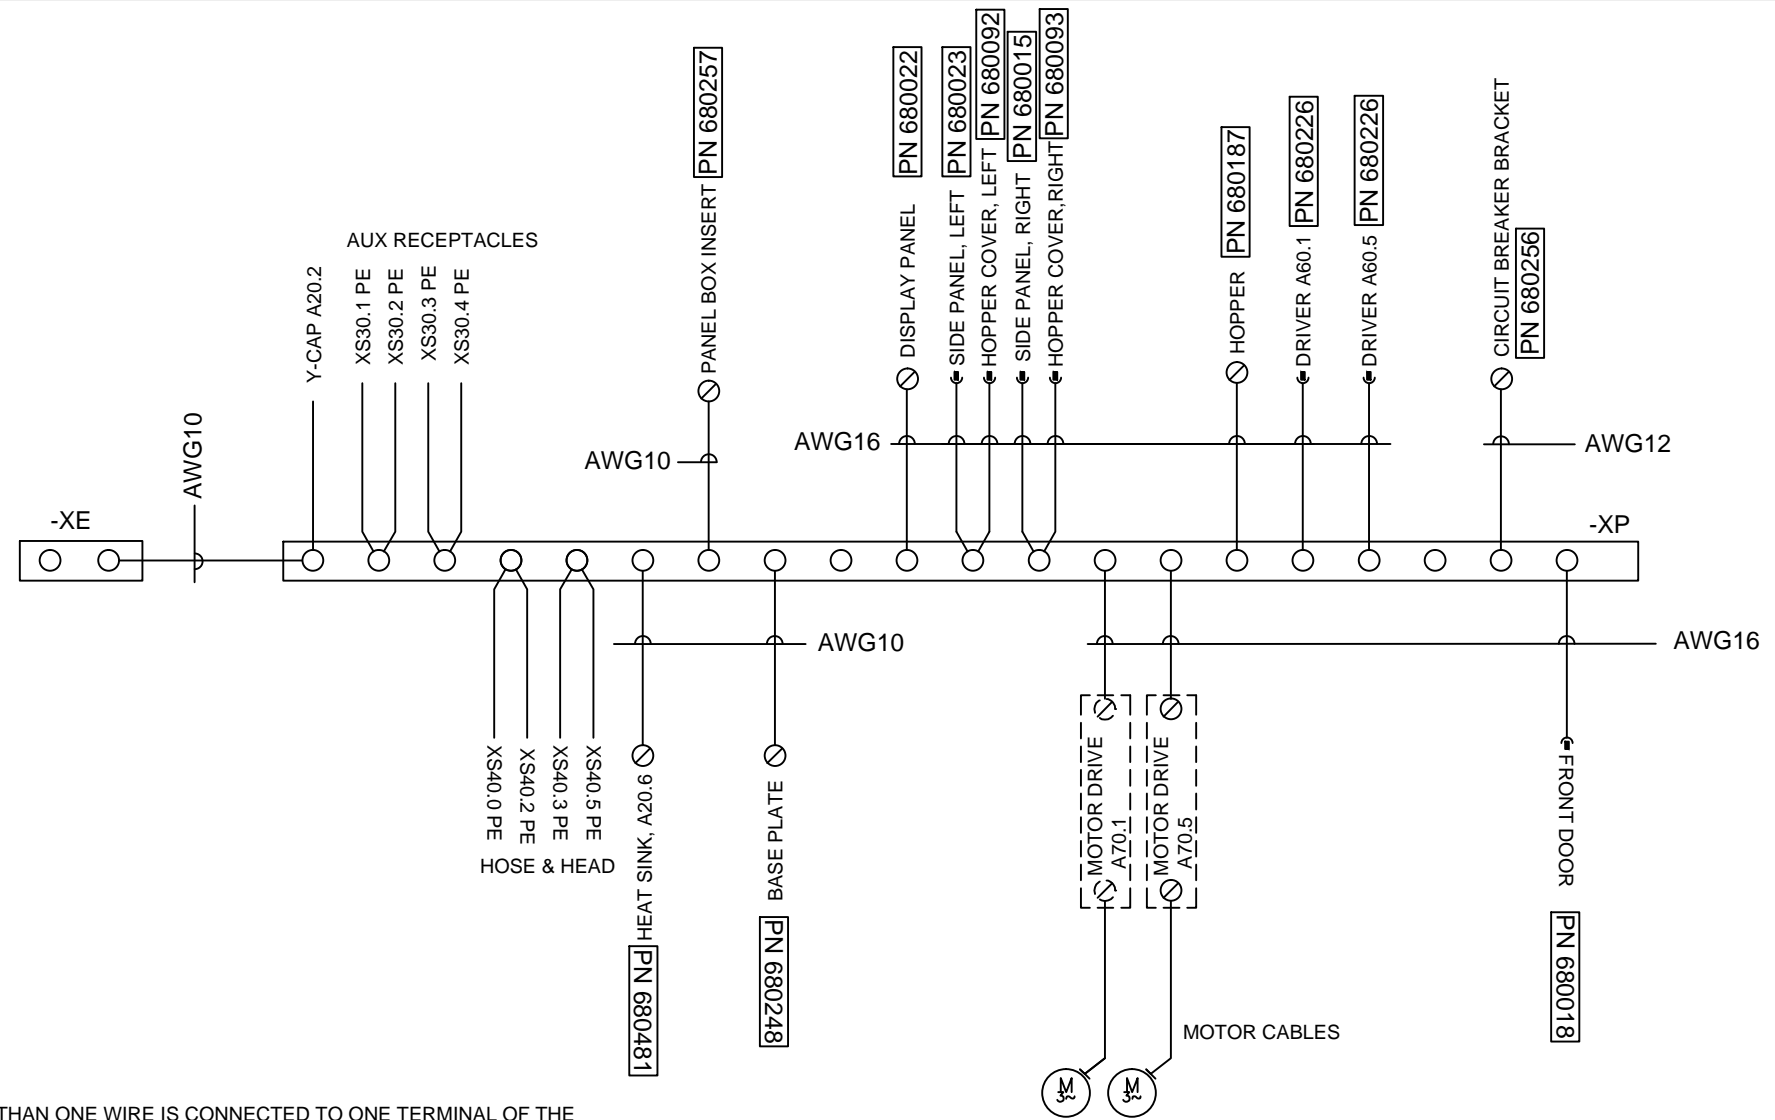 AUX RECEPTACLES
Y-CAP A20.2
XS30.1 PE
XS30.2 PE
XS30.3 PE
XS30.4 PE
PANEL BOX INSERT PN 680257
DISPLAY PANEL PN 680022
SIDE PANEL, LEFT PN 680023
HOPPER COVER, LEFT PN 680092
SIDE PANEL, RIGHT PN 680015
HOPPER COVER,RIGHT PN 680093
HOPPER PN 680187
DRIVER A60.1 PN 680226
DRIVER A60.5 PN 680226
CIRCUIT BREAKER BRACKET
PN 680256
AWG10
AWG10
AWG16
AWG12
-XE
-XP
AWG10
AWG16
XS40.0 PE
XS40.2 PE
XS40.3 PE
XS40.5 PE
HOSE & HEAD
HEAT SINK, A20.6
PN 680481
BASE PLATE
PN 680248
MOTOR DRIVE
A70.1
MOTOR DRIVE
A70.5
FRONT DOOR
PN 680018
MOTOR CABLES
M
3~
M
3~
THAN ONE WIRE IS CONNECTED TO ONE TERMINAL OF THE